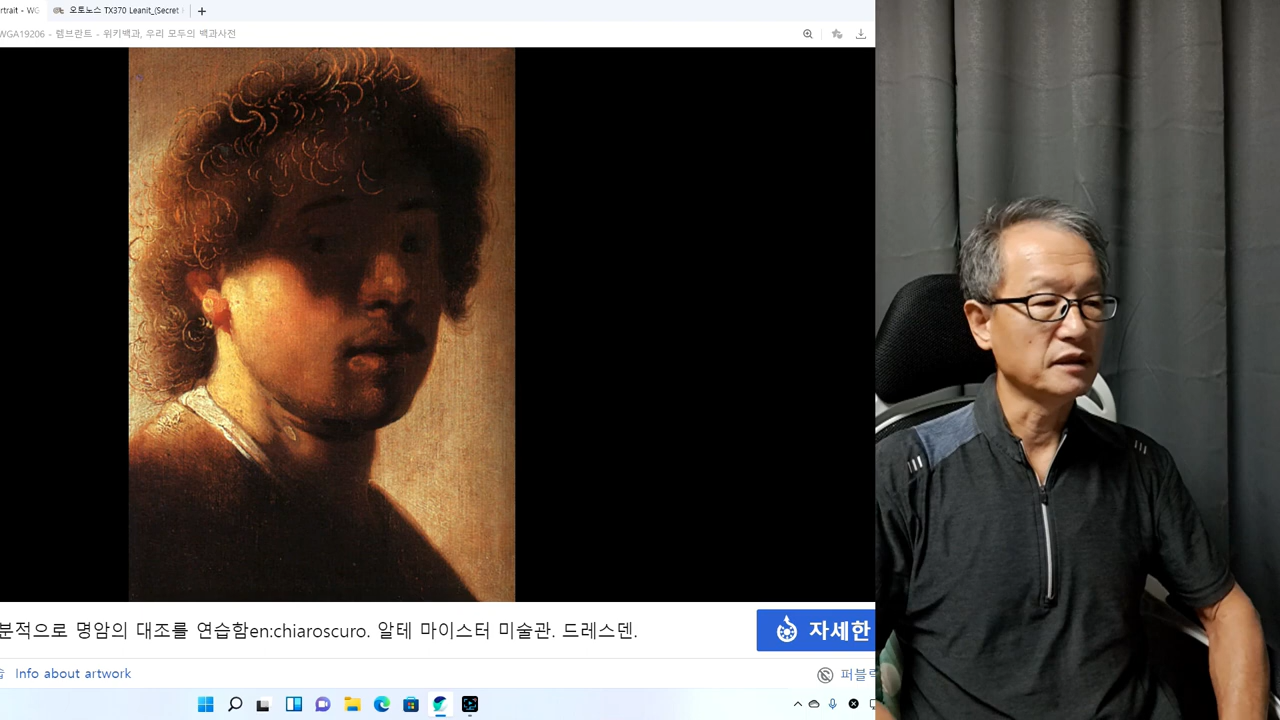 rtrait - WG
오토노스 TX370 Leanit_(Secret
WGA19206 - 렘브란트 - 위키백과, 우리 모두의 백과사전
분적으로 명암의 대조를 연습함en:chiaroscuro. 알테 마이스터 미술관. 드레스덴.
자세한
Info about artwork
퍼블릭